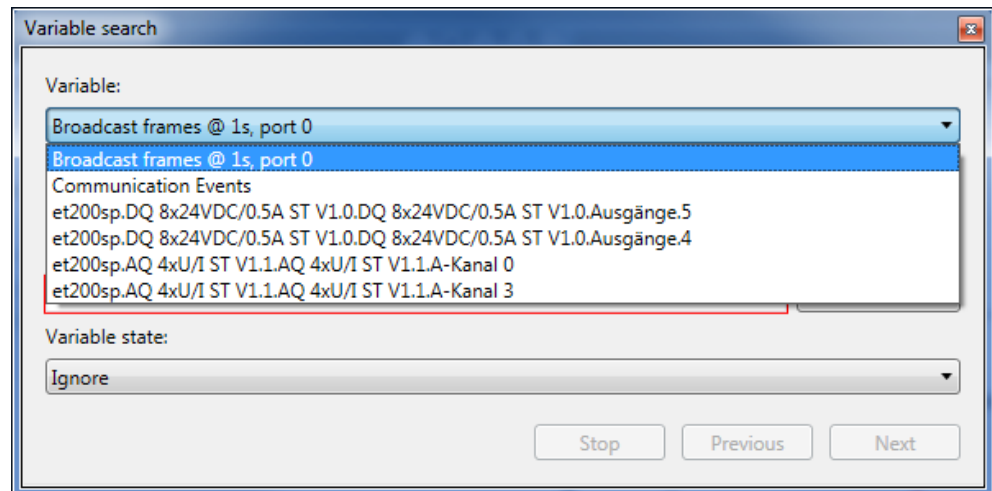 Variable search
Variable:
Broadcast frames @ 1s, port 0
Broadcast frames @ 1s, port 0
Communication Events
et200sp.DQ 8x24VDC/0.5A ST V1.0.DQ 8x24VDC/0.5A ST V1.0.Ausgänge.5
et200sp.DQ 8x24VDC/0.5A ST V1.0.DQ 8x24VDC/0.5A ST V1.0.Ausgänge.4
et200sp.AQ 4xU/I ST V1.1.AQ 4xU/I ST V1.1.A-Kanal 0
et200sp.AQ 4xU/I ST V1.1.AQ 4xU/I ST V1.1.A-Kanal 3
Variable state:
Ignore
Stop Previous Next